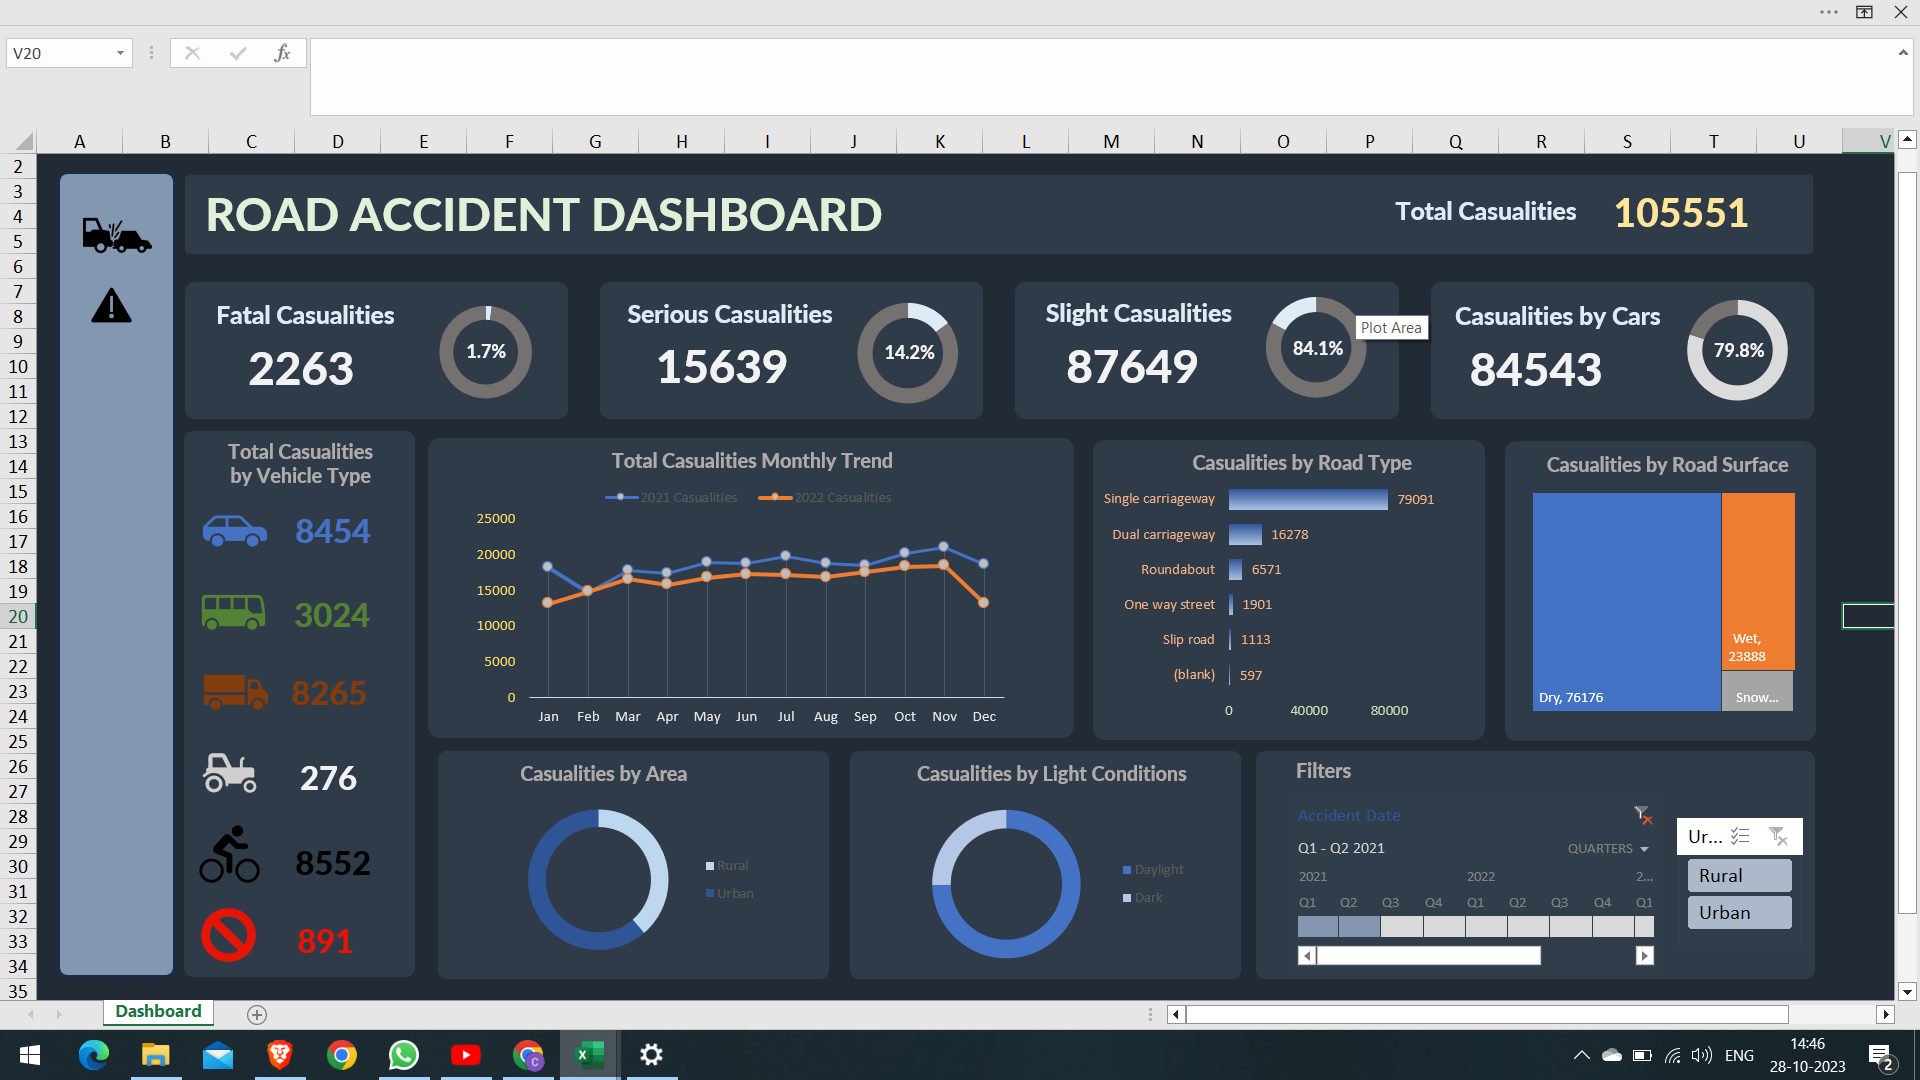 V20
fx
A B C D E F G H I J K L M N O P Q R S T U V
2
3
4
5
6
7
8
9
10
11
12
13
14
15
16
17
18
19
20
21
22
23
24
25
26
27
28
29
30
31
32
33
34
35
ROAD ACCIDENT DASHBOARD
Total Casualities 105551
Fatal Casualities
2263
1.7%
Serious Casualities
15639
14.2%
Slight Casualities
87649
84.1%
Plot Area
Casualities by Cars
84543
79.8%
Total Casualities
by Vehicle Type
8454
3024
8265
276
8552
891
Total Casualities Monthly Trend
2021 Casualities 2022 Casualities
25000
20000
15000
10000
5000
0
Jan Feb Mar Apr May Jun Jul Aug Sep Oct Nov Dec
Casualities by Road Type
Single carriageway 79091
Dual carriageway 16278
Roundabout 6571
One way street 1901
Slip road 1113
(blank) 597
0 40000 80000
Casualities by Road Surface
Wet,
23888
Dry, 76176
Snow...
Casualities by Area
Rural
Urban
Casualities by Light Conditions
Daylight
Dark
Filters
Accident Date
Q1 - Q2 2021 QUARTERS
2021 2022 2...
Q1 Q2 Q3 Q4 Q1 Q2 Q3 Q4 Q1
Ur...
Rural
Urban
Dashboard
ENG
14:46
28-10-2023
2